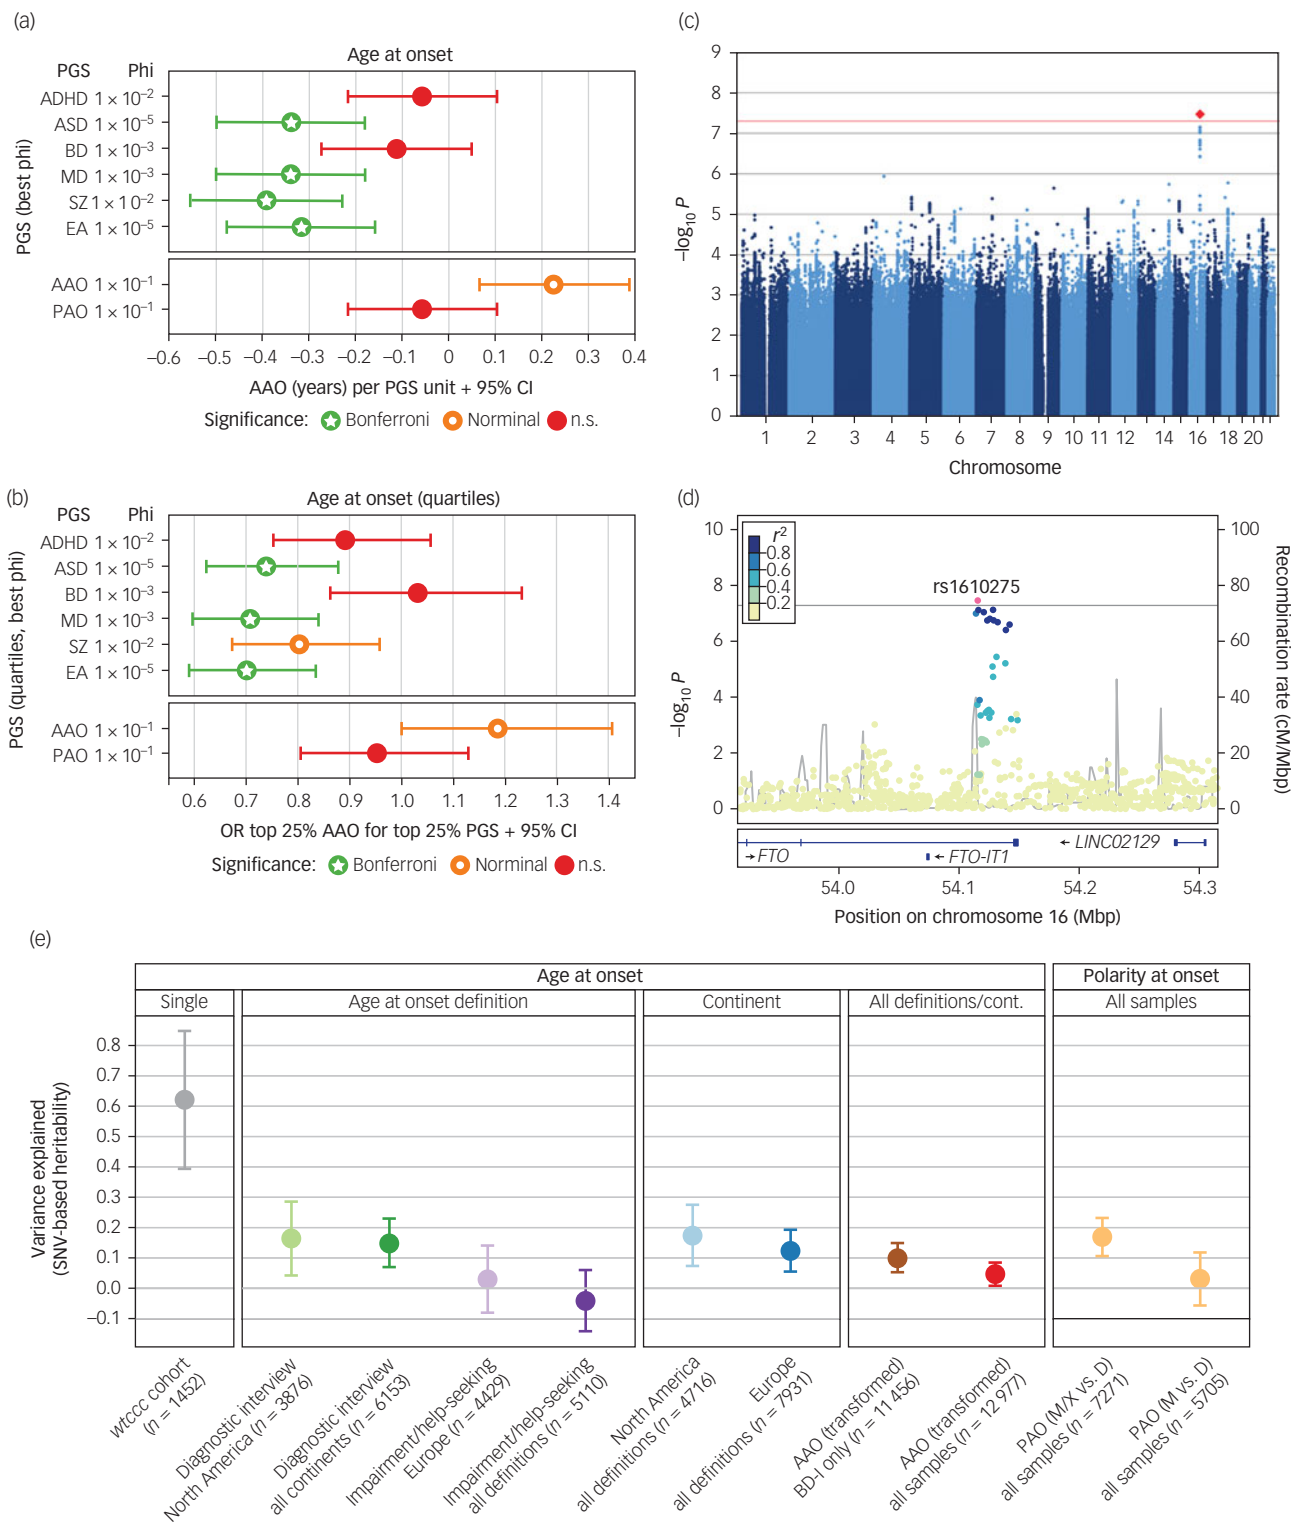 (a)
Age at onset
PGS Phi
ADHD 1 × 10⁻²
ASD 1 × 10⁻⁵
BD 1 × 10⁻³
MD 1 × 10⁻³
SZ 1 × 10⁻²
EA 1 × 10⁻⁵
AAO 1 × 10⁻¹
PAO 1 × 10⁻¹
PGS (best phi)
–0.6 –0.5 –0.4 –0.3 –0.2 –0.1 0 0.1 0.2 0.3 0.4
AAO (years) per PGS unit + 95% CI
Significance: Bonferroni Norminal n.s.
(b)
Age at onset (quartiles)
PGS Phi
ADHD 1 × 10⁻²
ASD 1 × 10⁻⁵
BD 1 × 10⁻³
MD 1 × 10⁻³
SZ 1 × 10⁻²
EA 1 × 10⁻⁵
AAO 1 × 10⁻¹
PAO 1 × 10⁻¹
PGS (quartiles, best phi)
0.6 0.7 0.8 0.9 1.0 1.1 1.2 1.3 1.4
OR top 25% AAO for top 25% PGS + 95% CI
Significance: Bonferroni Norminal n.s.
(c)
9
8
7
6
5
4
3
2
1
0
–log₁₀ P
1 2 3 4 5 6 7 8 9 10 11 12 14 16 18 20
Chromosome
(d)
10
8
6
4
2
0
–log₁₀ P
r²
0.8
0.6
0.4
0.2
rs1610275
100
80
60
40
20
0
Recombination rate (cM/Mbp)
→ FTO
← FTO-IT1
← LINC02129
54.0 54.1 54.2 54.3
Position on chromosome 16 (Mbp)
(e)
Age at onset
Polarity at onset
Single
Age at onset definition
Continent
All definitions/cont.
All samples
0.8
0.7
0.6
0.5
0.4
0.3
0.2
0.1
0.0
–0.1
Variance explained
(SNV-based heritability)
wtccc cohort
(n = 1452)
Diagnostic interview
North America (n = 3876)
Diagnostic interview
all continents (n = 6153)
Impairment/help-seeking
Europe (n = 4429)
Impairment/help-seeking
all definitions (n = 5110)
North America
all definitions (n = 4716)
Europe
all definitions (n = 7931)
AAO (transformed)
BD-I only (n = 11 456)
AAO (transformed)
all samples (n = 12 977)
PAO (M/X vs. D)
all samples (n = 7271)
PAO (M vs. D)
all samples (n = 5705)